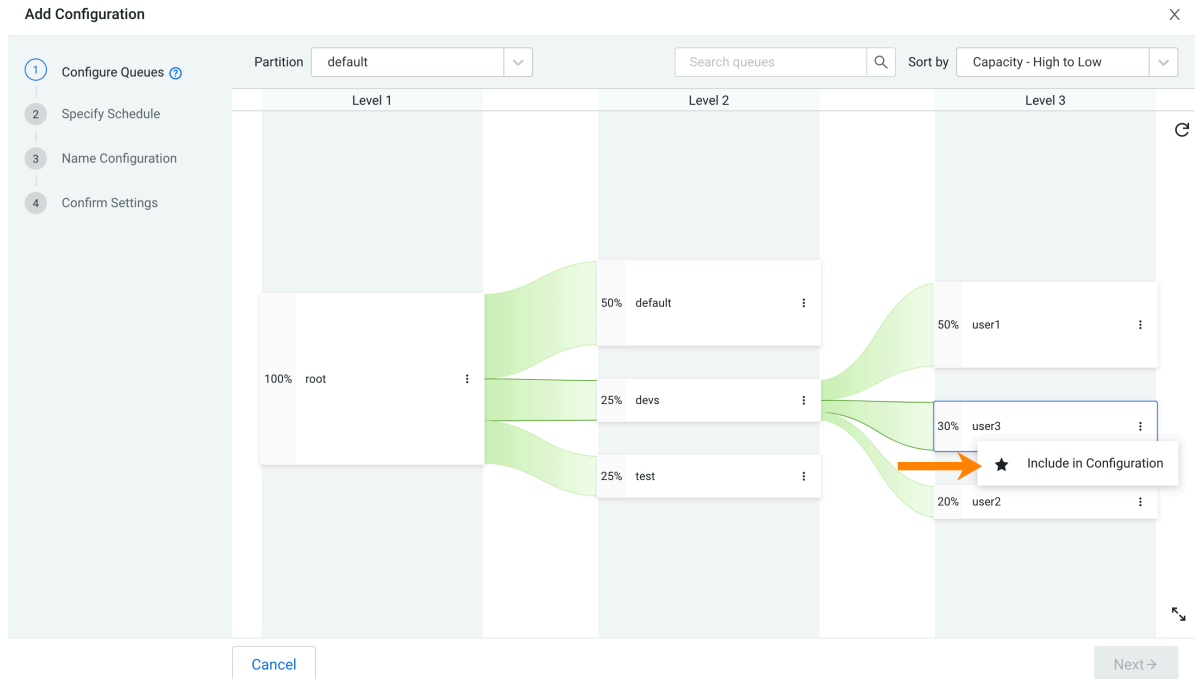 Add Configuration
1 Configure Queues ?
2 Specify Schedule
3 Name Configuration
4 Confirm Settings
Partition default
Search queues
Sort by Capacity - High to Low
Level 1 Level 2 Level 3
100% root
50% default
25% devs
25% test
50% user1
30% user3
Include in Configuration
20% user2
Cancel
Next